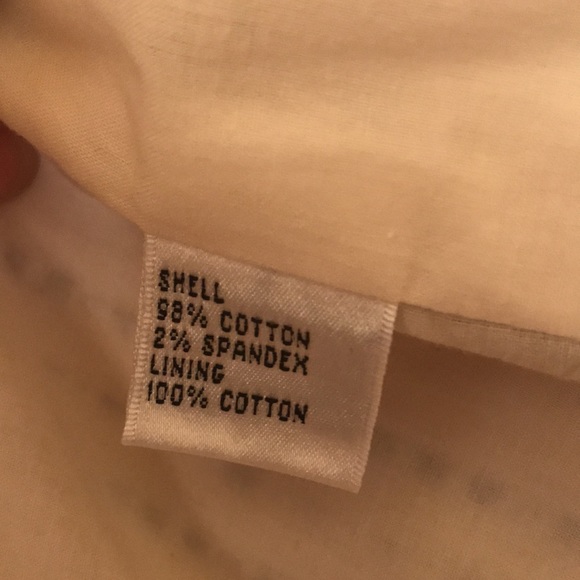 SHELL
98% COTTON
2% SPANDEX
LINING
100% COTTON